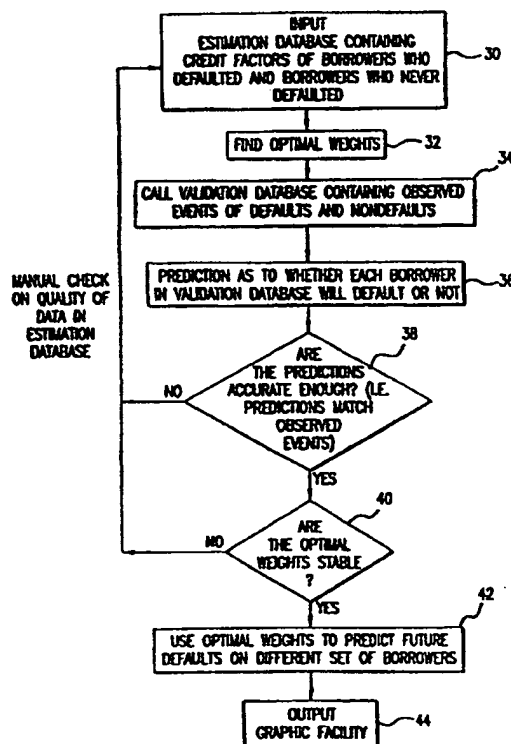 INPUT
ESTIMATION DATABASE CONTAINING
CREDIT FACTORS OF BORROWERS WHO
DEFAULTED AND BORROWERS WHO NEVER
DEFAULTED
30
FIND OPTIMAL WEIGHTS
32
34
CALL VALIDATION DATABASE CONTAINING OBSERVED
EVENTS OF DEFAULTS AND NONDEFAULTS
MANUAL CHECK
ON QUALITY OF
DATA IN
ESTIMATION
DATABASE
PREDICTION AS TO WHETHER EACH BORROWER
IN VALIDATION DATABASE WILL DEFAULT OR NOT
36
38
ARE
THE PREDICTIONS
ACCURATE ENOUGH? (I.E.
PREDICTIONS MATCH
OBSERVED
EVENTS)
NO
YES
40
ARE
THE OPTIMAL
WEIGHTS STABLE
?
NO
YES
42
USE OPTIMAL WEIGHTS TO PREDICT FUTURE
DEFAULTS ON DIFFERENT SET OF BORROWERS
OUTPUT
GRAPHIC FACILITY
44